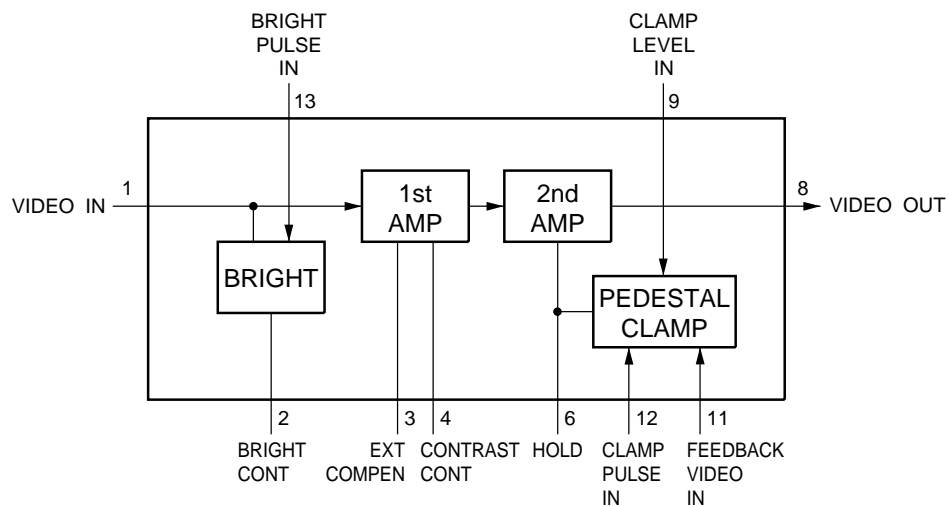 BRIGHT
PULSE
IN
13
CLAMP
LEVEL
IN
9
1
VIDEO IN
1st
AMP
2nd
AMP
8
VIDEO OUT
BRIGHT
PEDESTAL
CLAMP
2
BRIGHT
CONT
3
EXT
COMPEN
4
CONTRAST
CONT
6
HOLD
12
CLAMP
PULSE
IN
11
FEEDBACK
VIDEO
IN